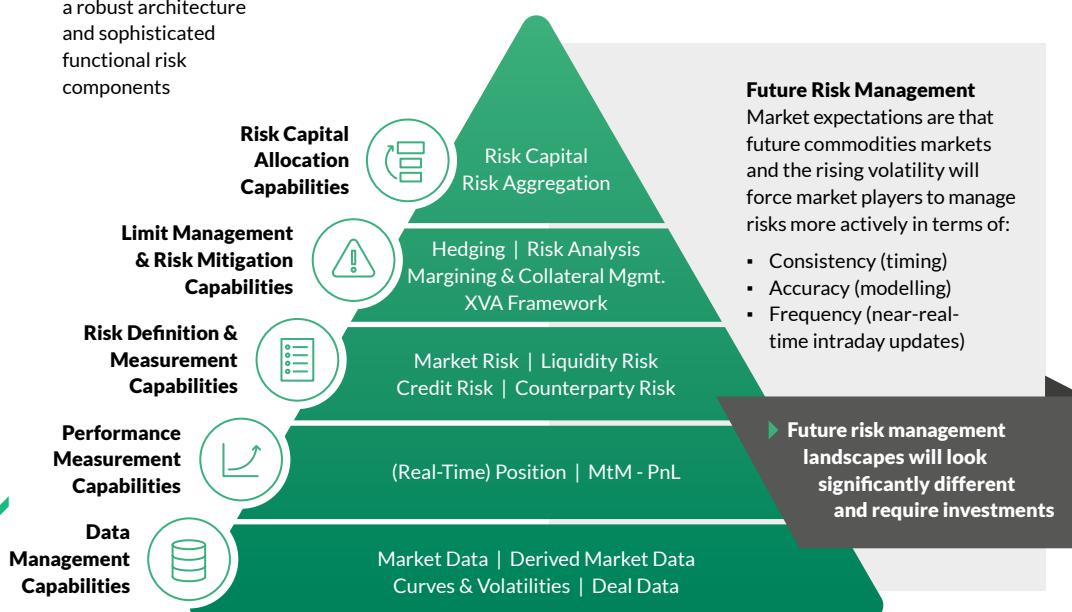 a robust architecture
and sophisticated
functional risk
components
Risk Capital
Allocation
Capabilities
Risk Capital
Risk Aggregation
Limit Management
& Risk Mitigation
Capabilities
Hedging | Risk Analysis
Margining & Collateral Mgmt.
XVA Framework
Risk Definition &
Measurement
Capabilities
Market Risk | Liquidity Risk
Credit Risk | Counterparty Risk
Performance
Measurement
Capabilities
(Real-Time) Position | MtM - PnL
Data
Management
Capabilities
Market Data | Derived Market Data
Curves & Volatilities | Deal Data
Future Risk Management
Market expectations are that
future commodities markets
and the rising volatility will
force market players to manage
risks more actively in terms of:
▪ Consistency (timing)
▪ Accuracy (modelling)
▪ Frequency (near-real-
time intraday updates)
Future risk management
landscapes will look
significantly different
and require investments